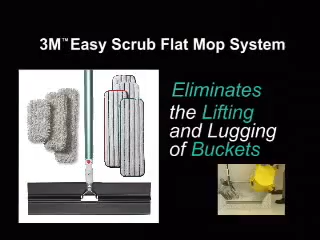 3M™ Easy Scrub Flat Mop System
Eliminates
the Lifting
and Lugging
of Buckets